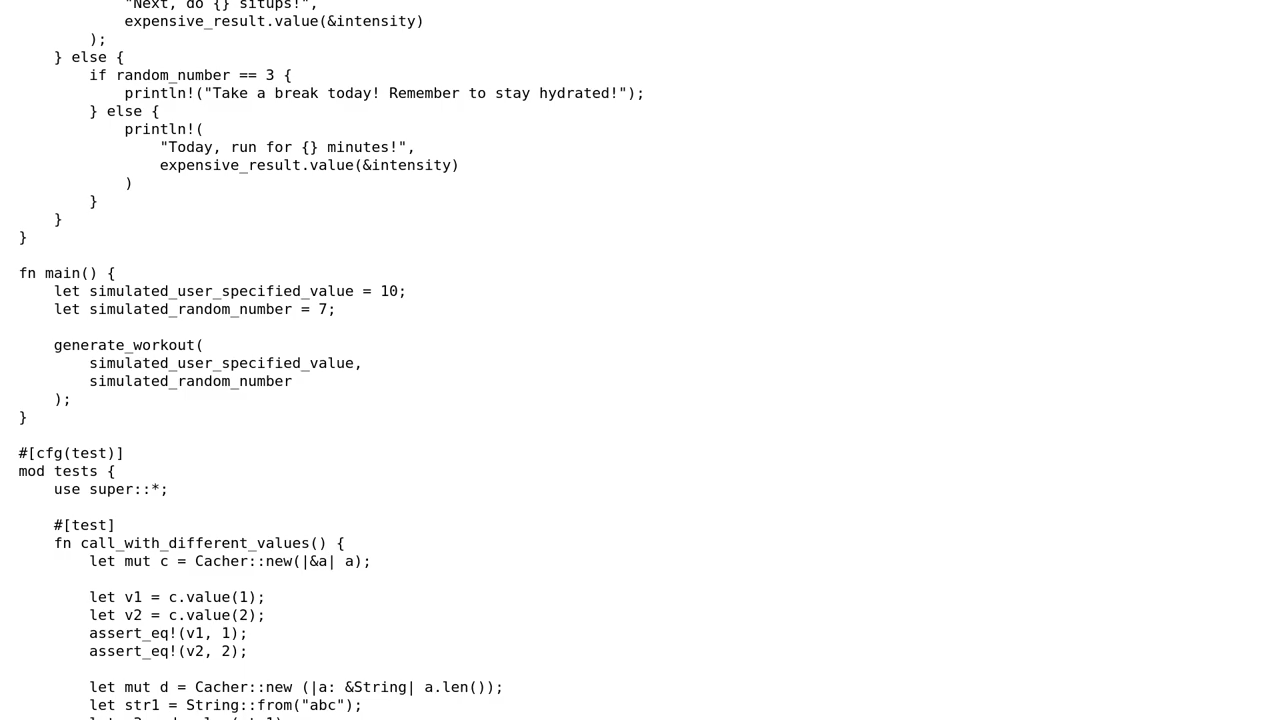 "Next, do {} situps!",
expensive_result.value(&intensity)
);
} else {
if random_number == 3 {
println!("Take a break today! Remember to stay hydrated!");
} else {
println!(
"Today, run for {} minutes!",
expensive_result.value(&intensity)
)
}
}
}
fn main() {
let simulated_user_specified_value = 10;
let simulated_random_number = 7;
generate_workout(
simulated_user_specified_value,
simulated_random_number
);
}
#[cfg(test)]
mod tests {
use super::*;
#[test]
fn call_with_different_values() {
let mut c = Cacher::new(|&a| a);
let v1 = c.value(1);
let v2 = c.value(2);
assert_eq!(v1, 1);
assert_eq!(v2, 2);
let mut d = Cacher::new (|a: &String| a.len());
let str1 = String::from("abc");